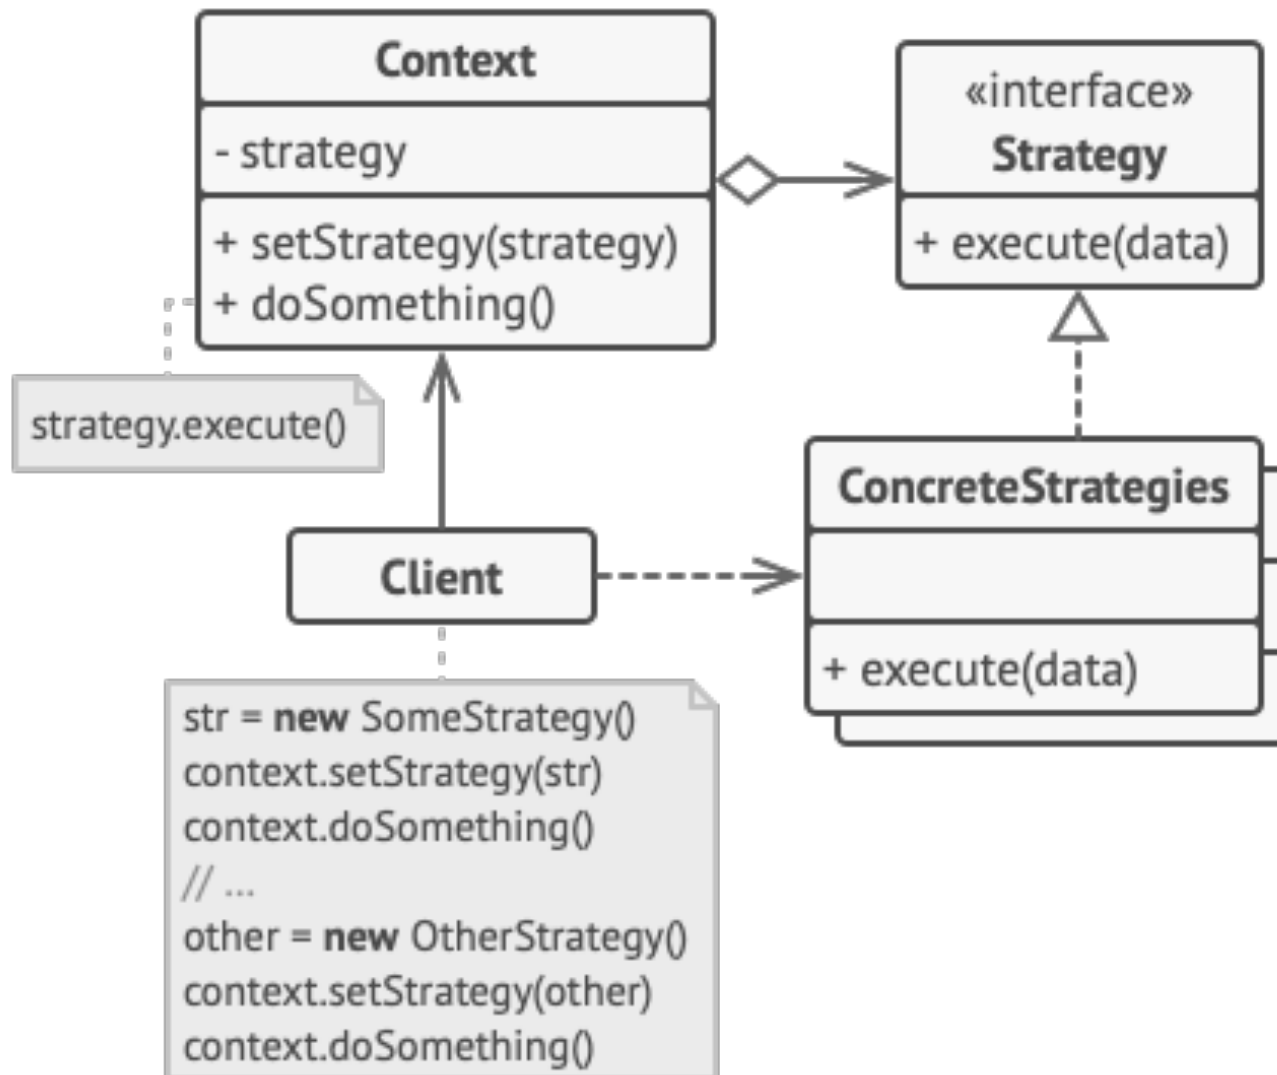 Context
- strategy
+ setStrategy(strategy)
+ doSomething()
«interface»
Strategy
+ execute(data)
strategy.execute()
Client
ConcreteStrategies
+ execute(data)
str = new SomeStrategy()
context.setStrategy(str)
context.doSomething()
// ...
other = new OtherStrategy()
context.setStrategy(other)
context.doSomething()